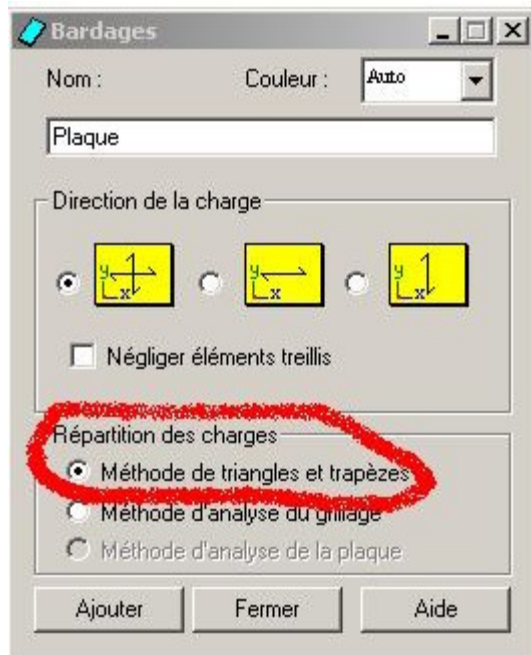 Bardages
Nom : Couleur : Auto
Plaque
Direction de la charge
y x y x y x
Négliger éléments treillis
Répartition des charges
Méthode de triangles et trapèzes
Méthode d'analyse du grillage
Méthode d'analyse de la plaque
Ajouter Fermer Aide